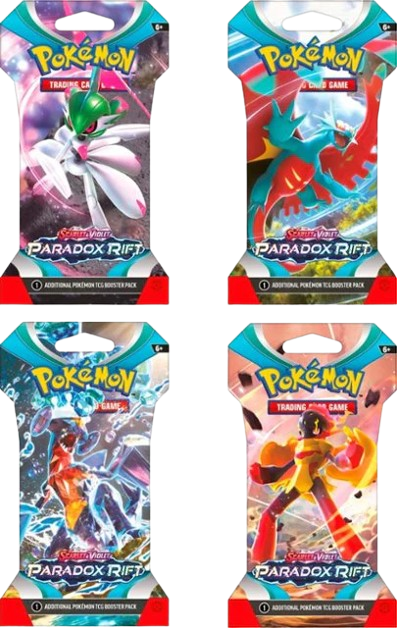 6+
POKéMON
TRADING CARD GAME
SCARLET & VIOLET
PARADOX RIFT
1 ADDITIONAL POKÉMON TCG BOOSTER PACK
6+
POKéMON
CARD GAME
SCARLET & VIOLET
PARADOX RIFT
1 ADDITIONAL POKÉMON TCG BOOSTER PACK
6+
POKéMON
GAME
SCARLET & VIOLET
PARADOX RIFT
1 ADDITIONAL POKÉMON TCG BOOSTER PACK
6+
POKéMON
TRADING CARD GAME
SCARLET & VIOLET
PARADOX RIFT
1 ADDITIONAL POKÉMON TCG BOOSTER PACK